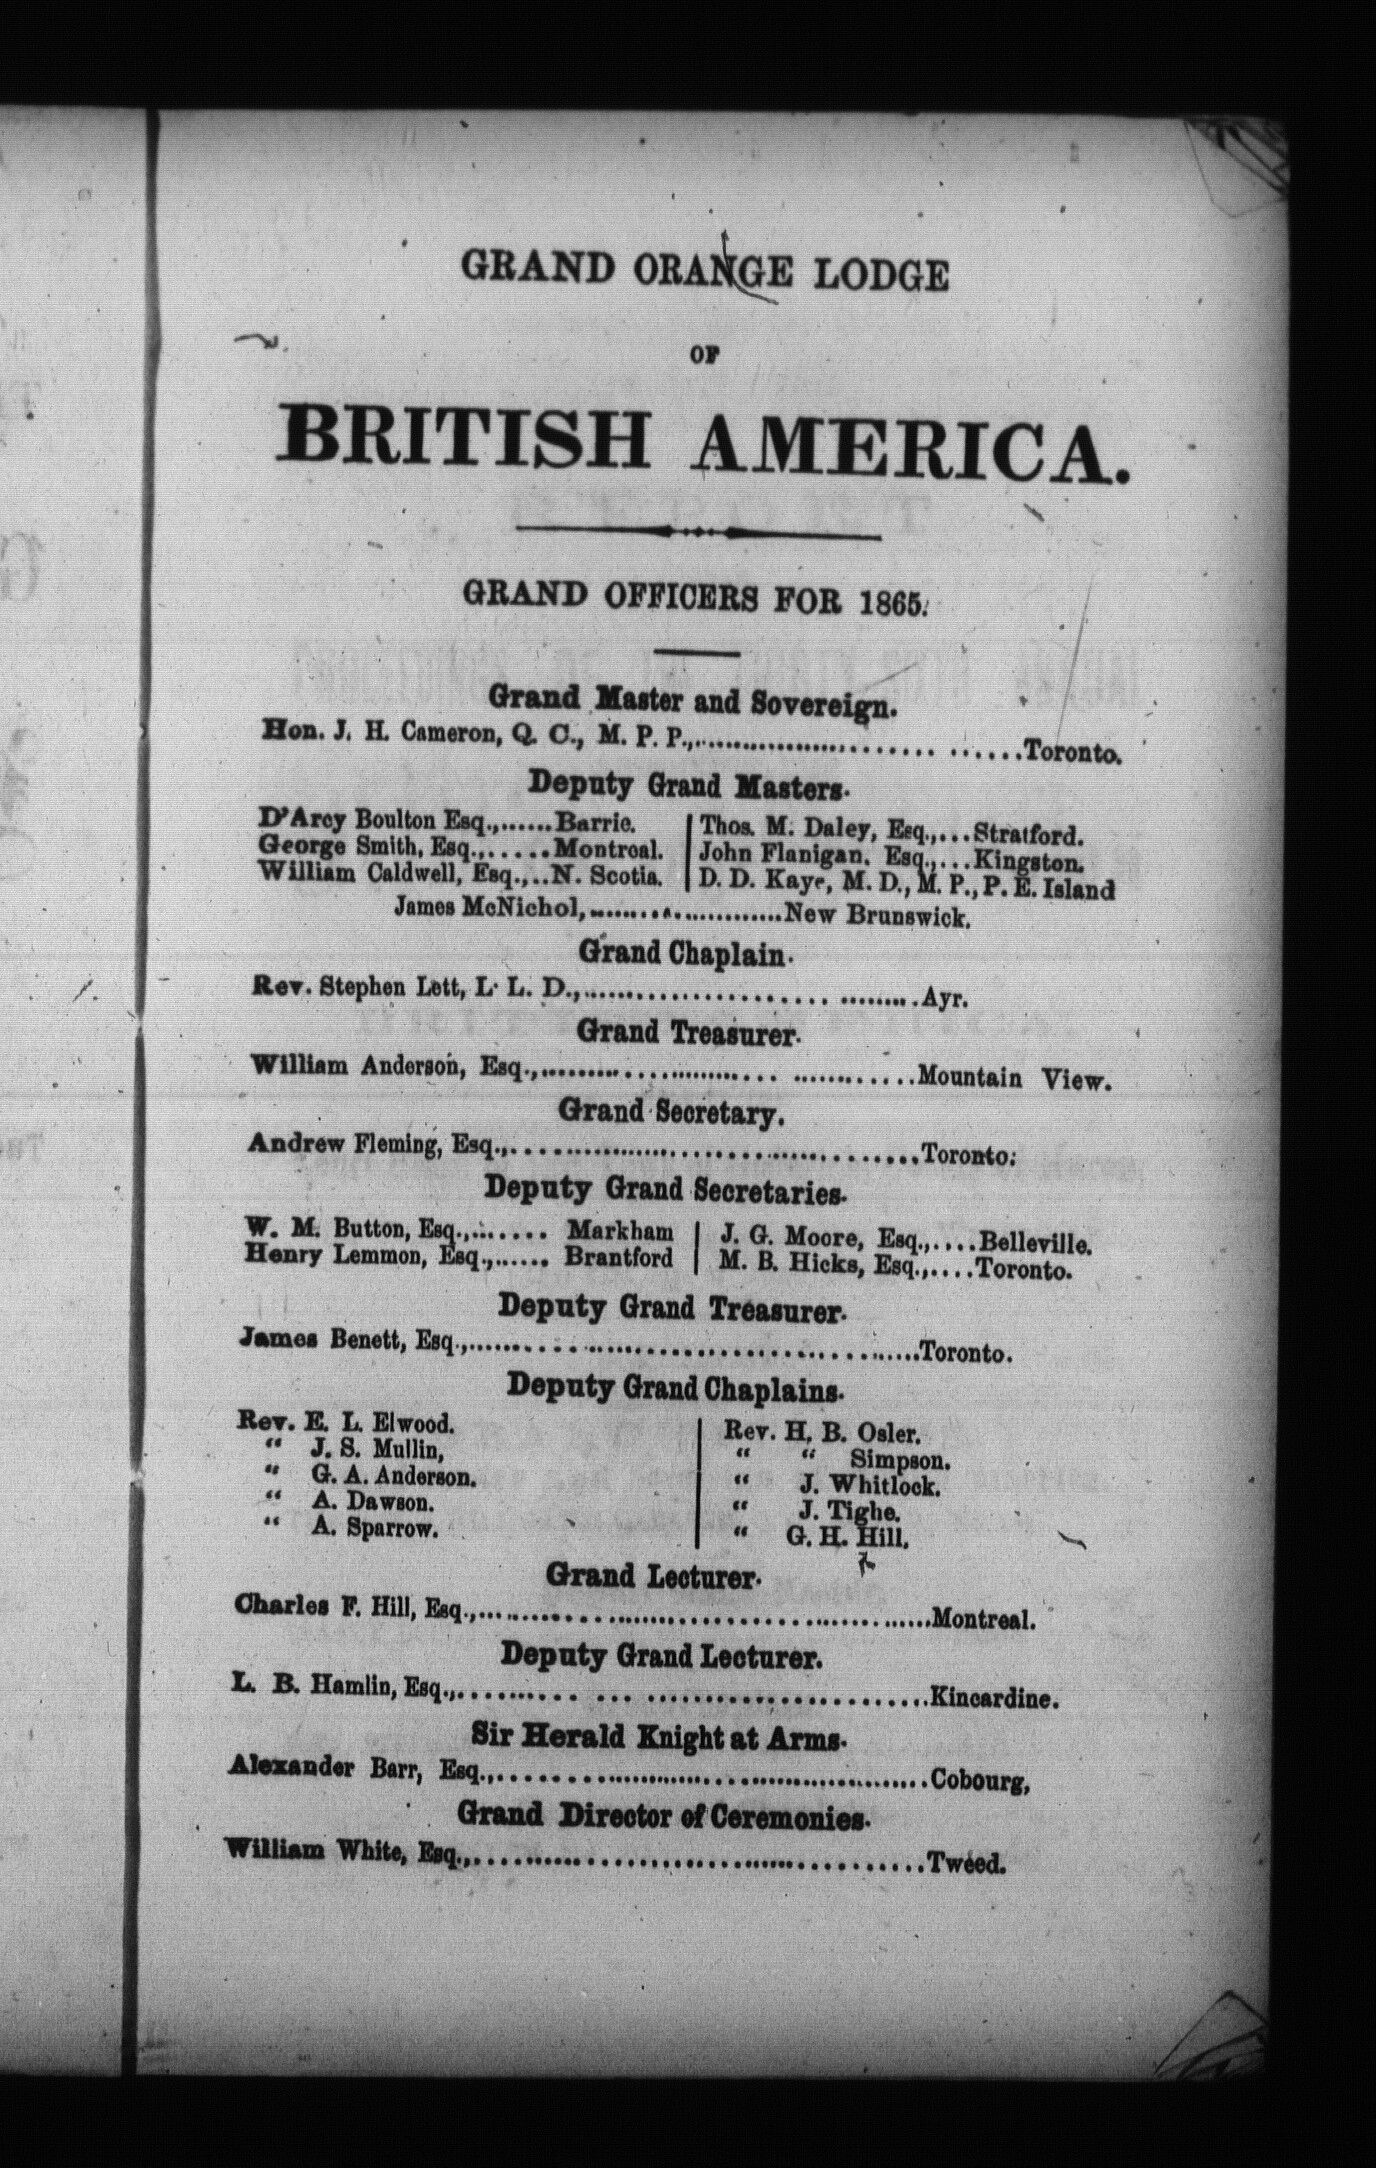 GRAND ORANGE LODGE
OF
BRITISH AMERICA.
GRAND OFFICERS FOR 1865.
Grand Master and Sovereign.
Hon. J. H. Cameron, Q. C., M. P. P.,........................Toronto.
Deputy Grand Masters.
D'Arcy Boulton Esq.,......Barrie.
George Smith, Esq.,.....Montreal.
William Caldwell, Esq.,..N. Scotia.
Thos. M. Daley, Esq.,...Stratford.
John Flanigan. Esq.,...Kingston.
D. D. Kaye, M. D., M. P., P. E. Island
James McNichol,......................New Brunswick.
Grand Chaplain.
Rev. Stephen Lett, L. L. D.,.............................Ayr.
Grand Treasurer.
William Anderson, Esq.,...............................Mountain View.
Grand Secretary.
Andrew Fleming, Esq.,....................................Toronto.
Deputy Grand Secretaries.
W. M. Button, Esq.,....... Markham
Henry Lemmon, Esq.,...... Brantford
J. G. Moore, Esq.,....Belleville.
M. B. Hicks, Esq.,....Toronto.
Deputy Grand Treasurer.
James Benett, Esq.,.......................................Toronto.
Deputy Grand Chaplains.
Rev. E. L. Elwood.
“ J. S. Mullin,
“ G. A. Anderson.
“ A. Dawson.
“ A. Sparrow.
Rev. H. B. Osler.
“ “ Simpson.
“ J. Whitlock.
“ J. Tighe.
“ G. H. Hill.
Grand Lecturer.
Charles F. Hill, Esq.,.......................................Montreal.
Deputy Grand Lecturer.
L. B. Hamlin, Esq.,......................................Kincardine.
Sir Herald Knight at Arms.
Alexander Barr, Esq.,.......................................Cobourg,
Grand Director of Ceremonies.
William White, Esq.,.......................................Tweed.